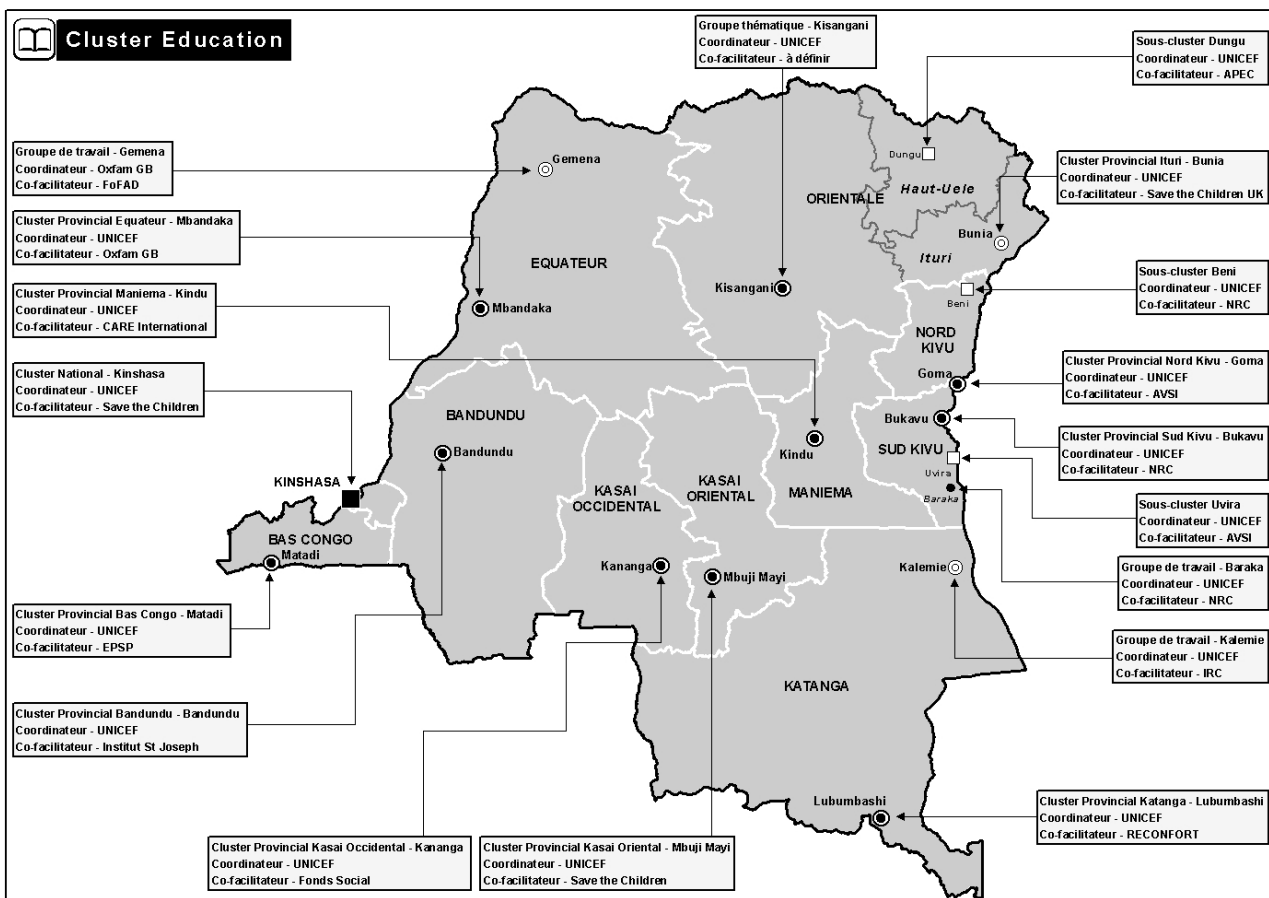 Cluster Education
Groupe thématique - Kisangani
Coordinateur - UNICEF
Co-facilitateur - à définir
Sous-cluster Dungu
Coordinateur - UNICEF
Co-facilitateur - APEC
Groupe de travail - Gemena
Coordinateur - Oxfam GB
Co-facilitateur - FoFAD
Cluster Provincial Ituri - Bunia
Coordinateur - UNICEF
Co-facilitateur - Save the Children UK
Cluster Provincial Equateur - Mbandaka
Coordinateur - UNICEF
Co-facilitateur - Oxfam GB
Sous-cluster Beni
Coordinateur - UNICEF
Co-facilitateur - NRC
Cluster Provincial Maniema - Kindu
Coordinateur - UNICEF
Co-facilitateur - CARE International
Cluster Provincial Nord Kivu - Goma
Coordinateur - UNICEF
Co-facilitateur - AVSI
Cluster National - Kinshasa
Coordinateur - UNICEF
Co-facilitateur - Save the Children
Cluster Provincial Sud Kivu - Bukavu
Coordinateur - UNICEF
Co-facilitateur - NRC
Sous-cluster Uvira
Coordinateur - UNICEF
Co-facilitateur - AVSI
Groupe de travail - Baraka
Coordinateur - UNICEF
Co-facilitateur - NRC
Cluster Provincial Bas Congo - Matadi
Coordinateur - UNICEF
Co-facilitateur - EPSP
Groupe de travail - Kalemie
Coordinateur - UNICEF
Co-facilitateur - IRC
Cluster Provincial Bandundu - Bandundu
Coordinateur - UNICEF
Co-facilitateur - Institut St Joseph
Cluster Provincial Katanga - Lubumbashi
Coordinateur - UNICEF
Co-facilitateur - RECONFORT
Cluster Provincial Kasai Occidental - Kananga
Coordinateur - UNICEF
Co-facilitateur - Fonds Social
Cluster Provincial Kasai Oriental - Mbuji Mayi
Coordinateur - UNICEF
Co-facilitateur - Save the Children
Gemena
Dungu
Haut-Uele
ORIENTALE
Bunia
Ituri
EQUATEUR
Kisangani
Beni
Mbandaka
NORD
KIVU
Goma
BANDUNDU
Bukavu
Bandundu
Kindu
SUD KIVU
Uvira
KINSHASA
KASAI
OCCIDENTAL
KASAI
ORIENTAL
MANIEMA
Baraka
BAS CONGO
Matadi
Kananga
Mbuji Mayi
Kalemie
KATANGA
Lubumbashi